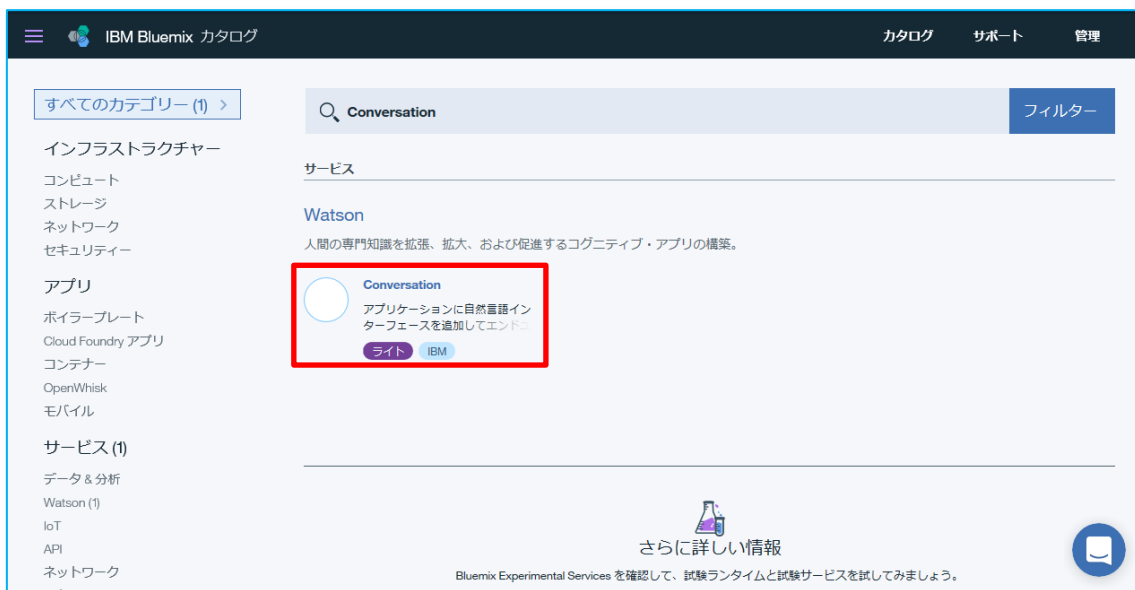 IBM Bluemix カタログ
カタログ サポート 管理
すべてのカテゴリー (1) >
インフラストラクチャー
コンピュート
ストレージ
ネットワーク
セキュリティー
アプリ
ボイラープレート
Cloud Foundry アプリ
コンテナー
OpenWhisk
モバイル
サービス (1)
データ & 分析
Watson (1)
IoT
API
ネットワーク
Conversation
フィルター
サービス
Watson
人間の専門知識を拡張、拡大、および促進するコグニティブ・アプリの構築。
Conversation
アプリケーションに自然言語イン
ターフェースを追加してエンド
ライト IBM
さらに詳しい情報
Bluemix Experimental Services を確認して、試験ランタイムと試験サービスを試してみましょう。